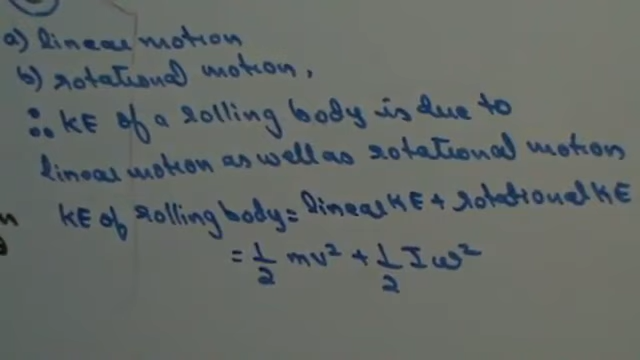 a) linear motion
b) rotational motion,
∴ KE of a rolling body is due to
linear motion as well as rotational motion
KE of rolling body = linear KE + rotational KE
= 1/2 mv² + 1/2 I ω²